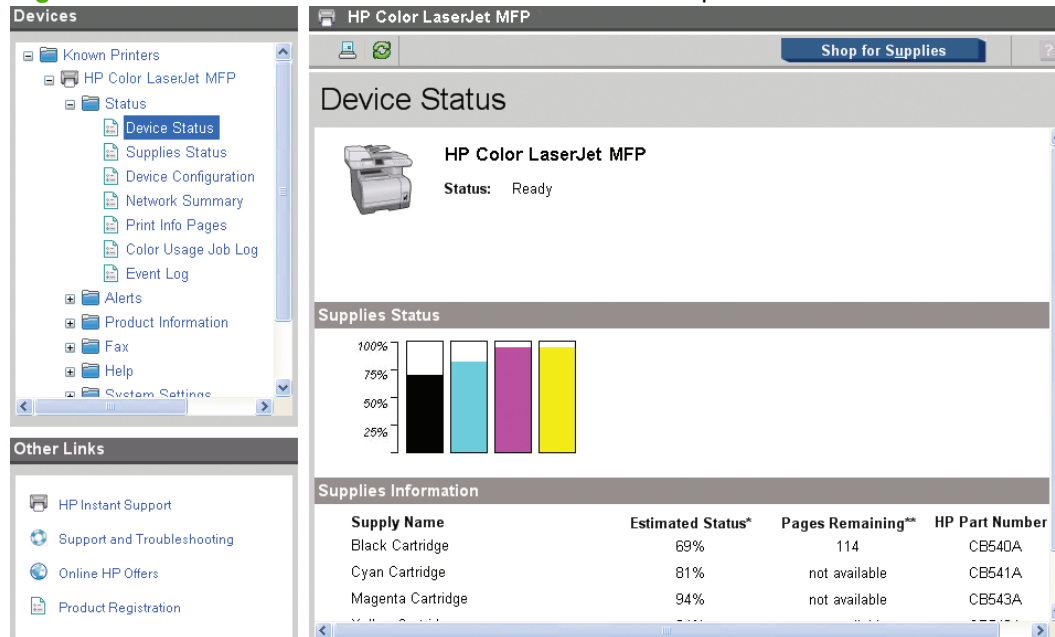 Devices
Known Printers
HP Color LaserJet MFP
Status
Device Status
Supplies Status
Device Configuration
Network Summary
Print Info Pages
Color Usage Job Log
Event Log
Alerts
Product Information
Fax
Help
System Settings
Other Links
HP Instant Support
Support and Troubleshooting
Online HP Offers
Product Registration
HP Color LaserJet MFP
Shop for Supplies
?
Device Status
HP Color LaserJet MFP
Status: Ready
Supplies Status
100%
75%
50%
25%
Supplies Information
Supply Name Estimated Status* Pages Remaining** HP Part Number
Black Cartridge 69% 114 CB540A
Cyan Cartridge 81% not available CB541A
Magenta Cartridge 94% not available CB543A